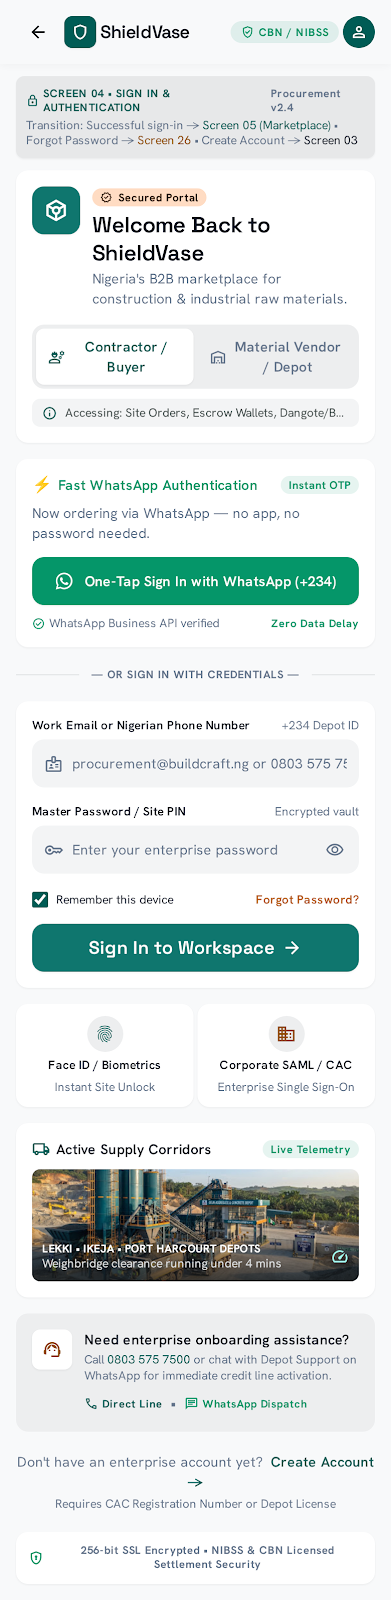 ShieldVase
CBN / NIBSS
SCREEN 04 • SIGN IN &
AUTHENTICATION
Procurement
v2.4
Transition: Successful sign-in → Screen 05 (Marketplace) •
Forgot Password → Screen 26 • Create Account → Screen 03
Secured Portal
Welcome Back to
ShieldVase
Nigeria's B2B marketplace for
construction & industrial raw materials.
Contractor /
Buyer
Material Vendor
/ Depot
Accessing: Site Orders, Escrow Wallets, Dangote/B...
⚡ Fast WhatsApp Authentication
Instant OTP
Now ordering via WhatsApp — no app, no
password needed.
One-Tap Sign In with WhatsApp (+234)
WhatsApp Business API verified
Zero Data Delay
— OR SIGN IN WITH CREDENTIALS —
Work Email or Nigerian Phone Number
+234 Depot ID
procurement@buildcraft.ng or 0803 575 75
Master Password / Site PIN
Encrypted vault
Enter your enterprise password
Remember this device
Forgot Password?
Sign In to Workspace →
Face ID / Biometrics
Instant Site Unlock
Corporate SAML / CAC
Enterprise Single Sign-On
Active Supply Corridors
Live Telemetry
LEKKI • IKEJA • PORT HARCOURT DEPOTS
Weighbridge clearance running under 4 mins
Need enterprise onboarding assistance?
Call 0803 575 7500 or chat with Depot Support on
WhatsApp for immediate credit line activation.
Direct Line • WhatsApp Dispatch
Don't have an enterprise account yet? Create Account
→
Requires CAC Registration Number or Depot License
256-bit SSL Encrypted • NIBSS & CBN Licensed
Settlement Security